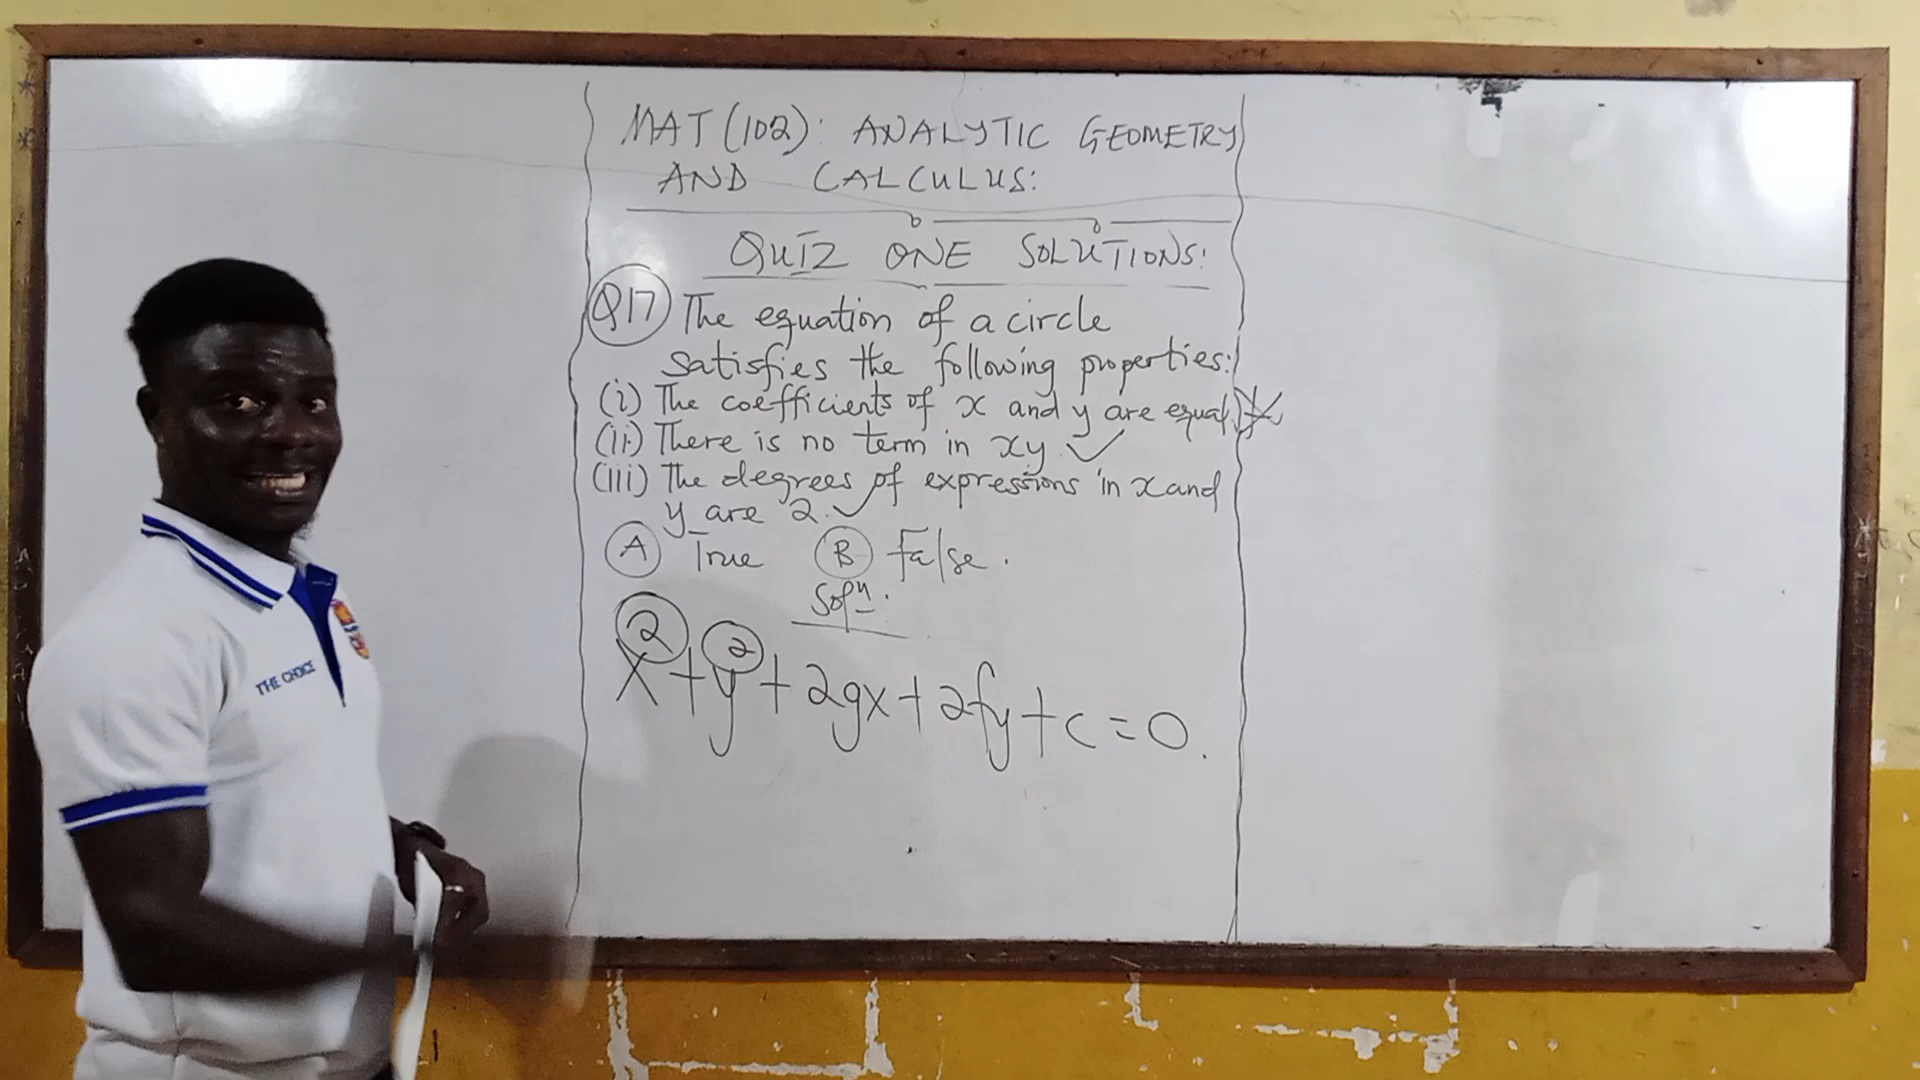 MAT (102): ANALYTIC GEOMETRY
AND CALCULUS:
QUIZ ONE SOLUTIONS:
Q17 The equation of a circle
satisfies the following properties:
(i) The coefficients of x and y are equal.
(ii) There is no term in xy.
(iii) The degrees of expressions in x and
y are 2.
A True B False.
Solⁿ.
x² + y² + 2gx + 2fy + c = 0.
THE CHOICE